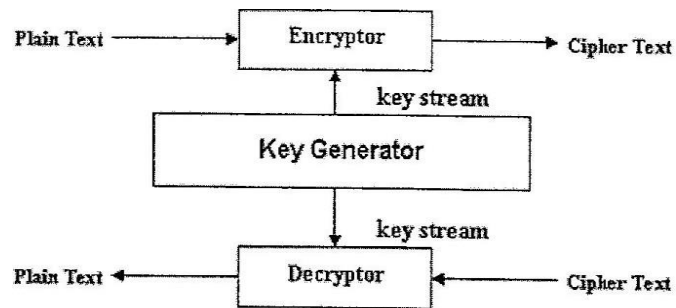 Plain Text
Encryptor
Cipher Text
key stream
Key Generator
key stream
Plain Text
Decryptor
Cipher Text